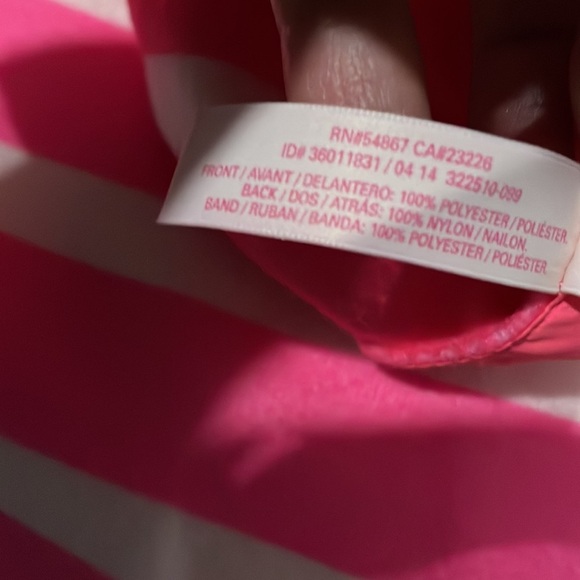 RN#54867 CA#23226
ID# 36011831 / 04 14 322510-099
FRONT / AVANT / DELANTERO: 100% POLYESTER / POLIÉSTER.
BACK / DOS / ATRÁS: 100% NYLON / NAILON.
BAND / RUBAN / BANDA: 100% POLYESTER / POLIÉSTER